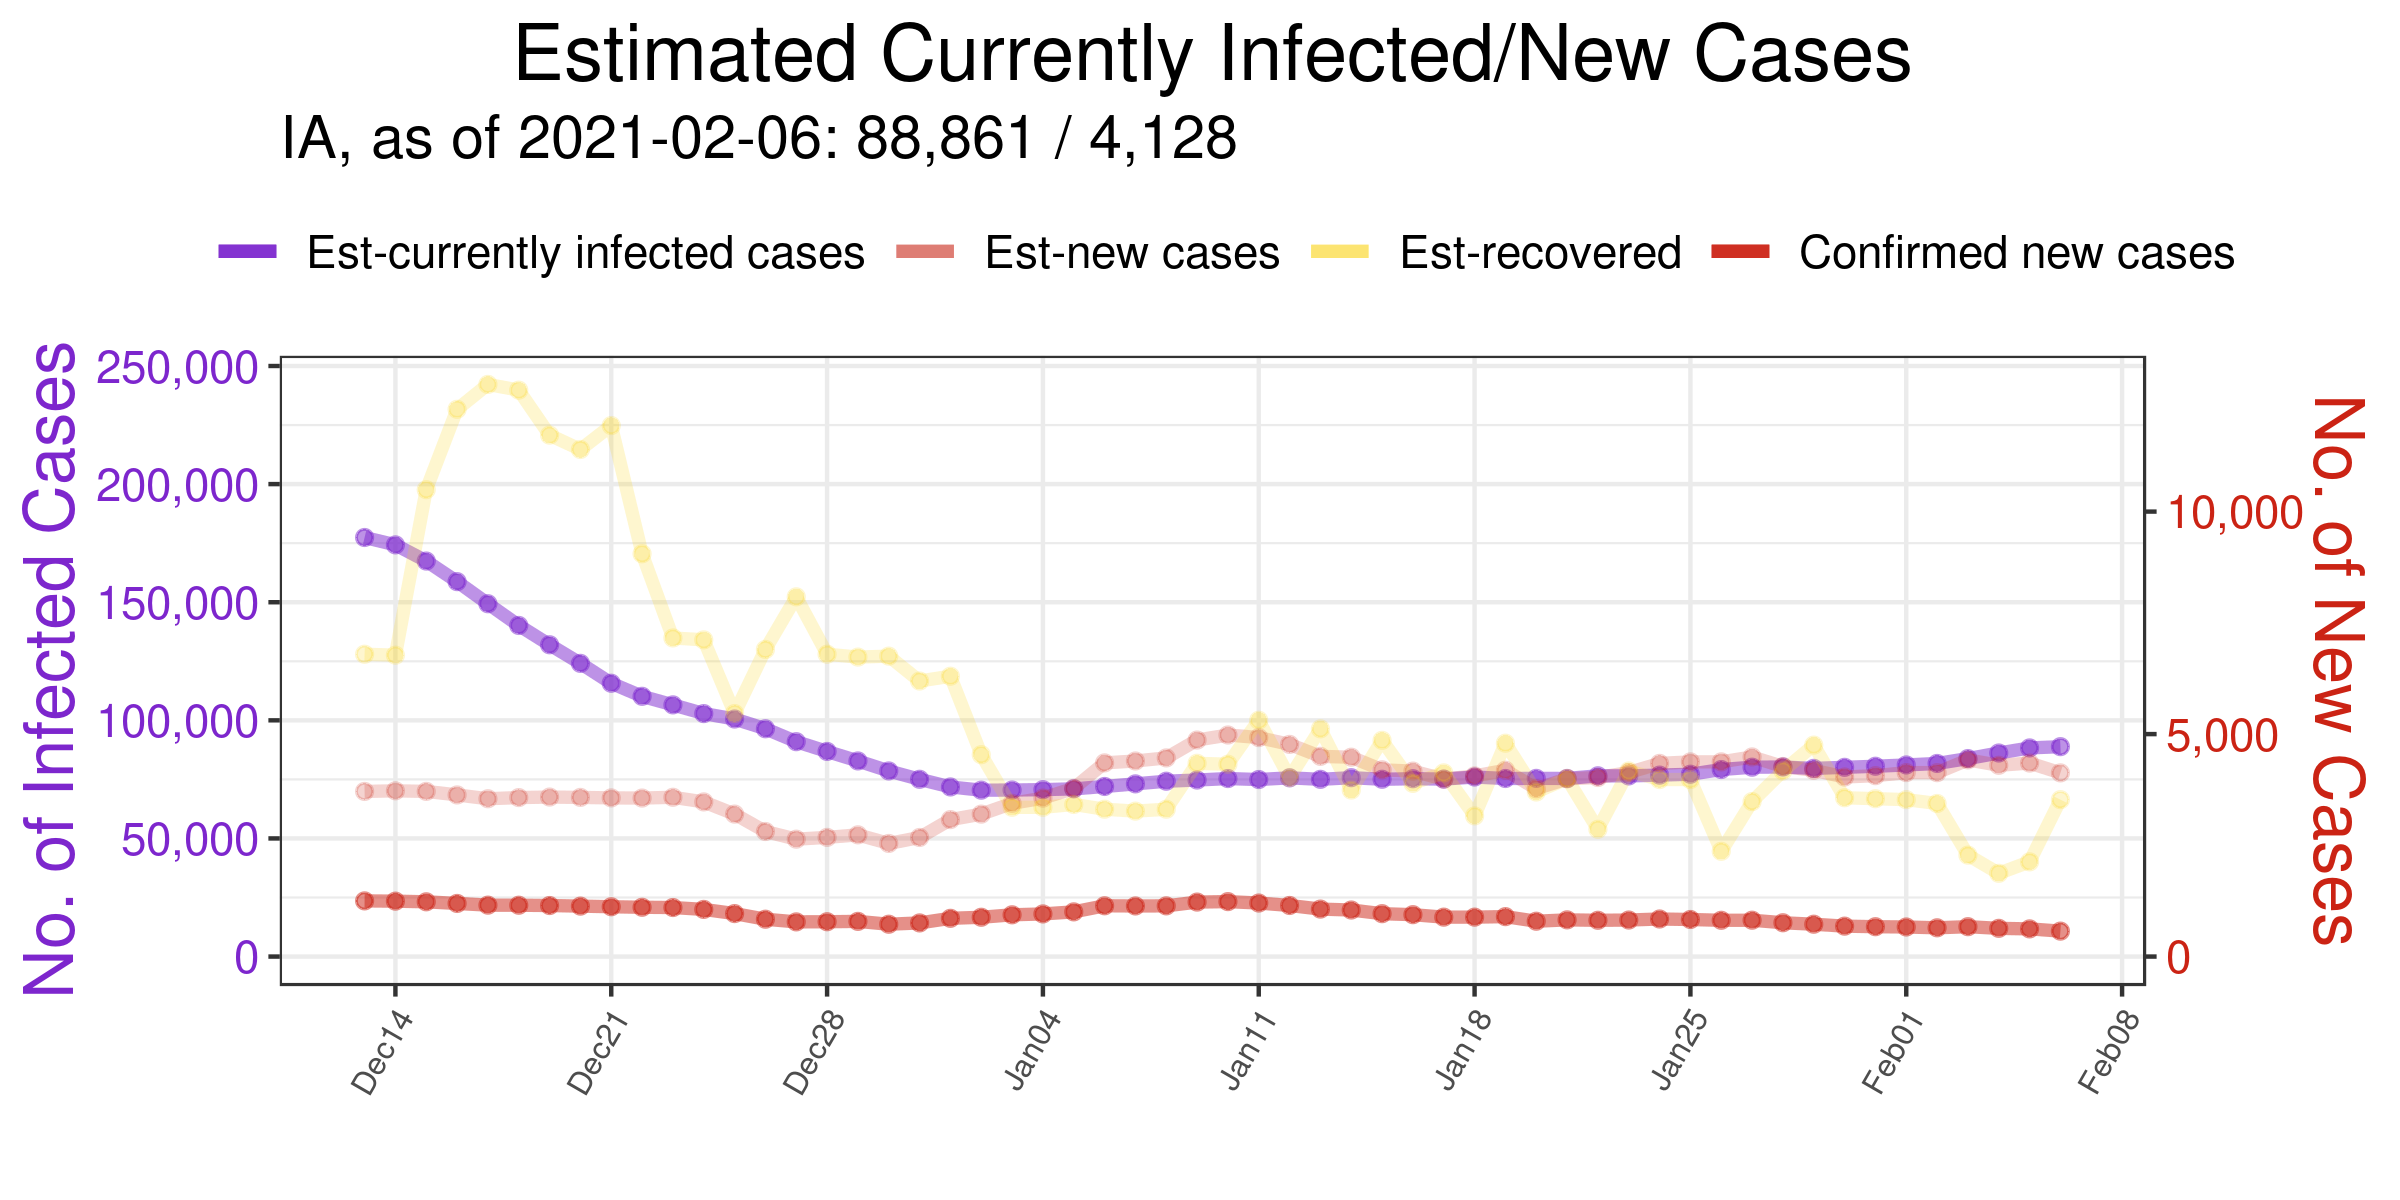 Estimated Currently Infected/New Cases
IA, as of 2021-02-06: 88,861 / 4,128
Est-currently infected cases Est-new cases Est-recovered Confirmed new cases
No. of Infected Cases
250,000
200,000
150,000
100,000
50,000
0
10,000
5,000
0
No. of New Cases
Dec14 Dec21 Dec28 Jan04 Jan11 Jan18 Jan25 Feb01 Feb08